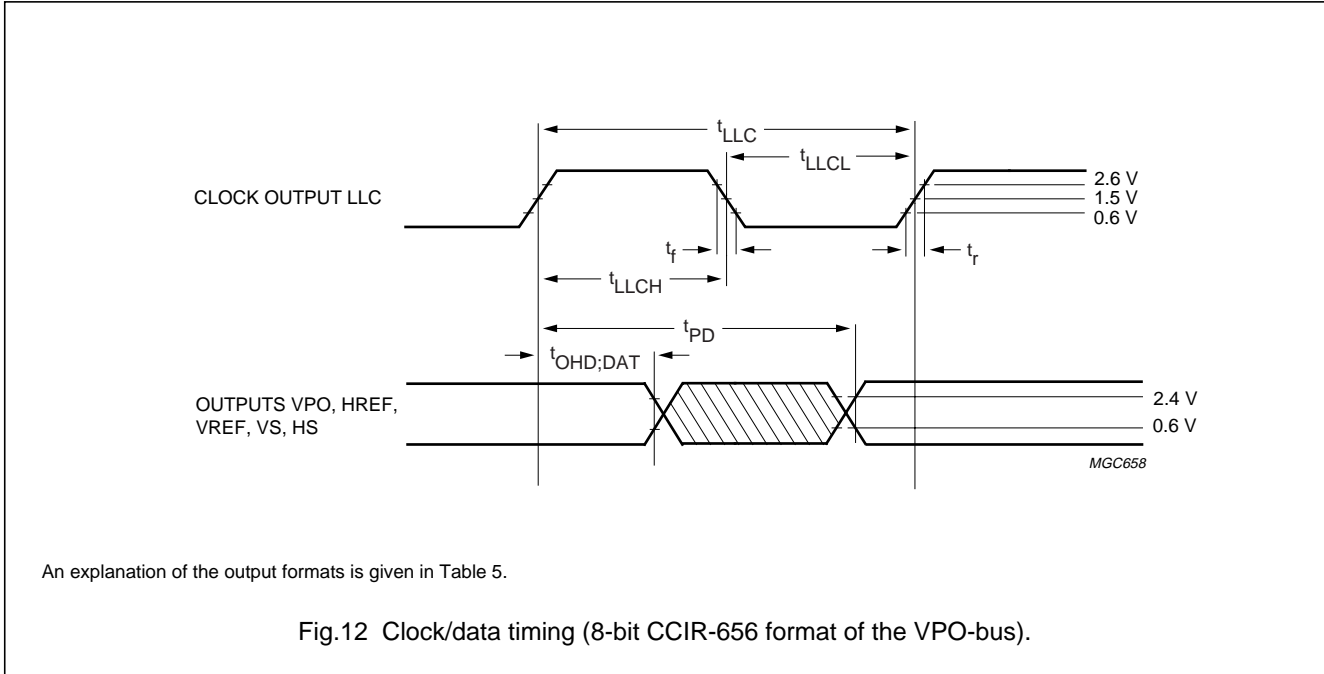 tLLC
tLLCL
CLOCK OUTPUT LLC
2.6 V
1.5 V
0.6 V
tf
tr
tLLCH
tPD
tOHD;DAT
OUTPUTS VPO, HREF,
VREF, VS, HS
2.4 V
0.6 V
MGC658
An explanation of the output formats is given in Table 5.
Fig.12 Clock/data timing (8-bit CCIR-656 format of the VPO-bus).